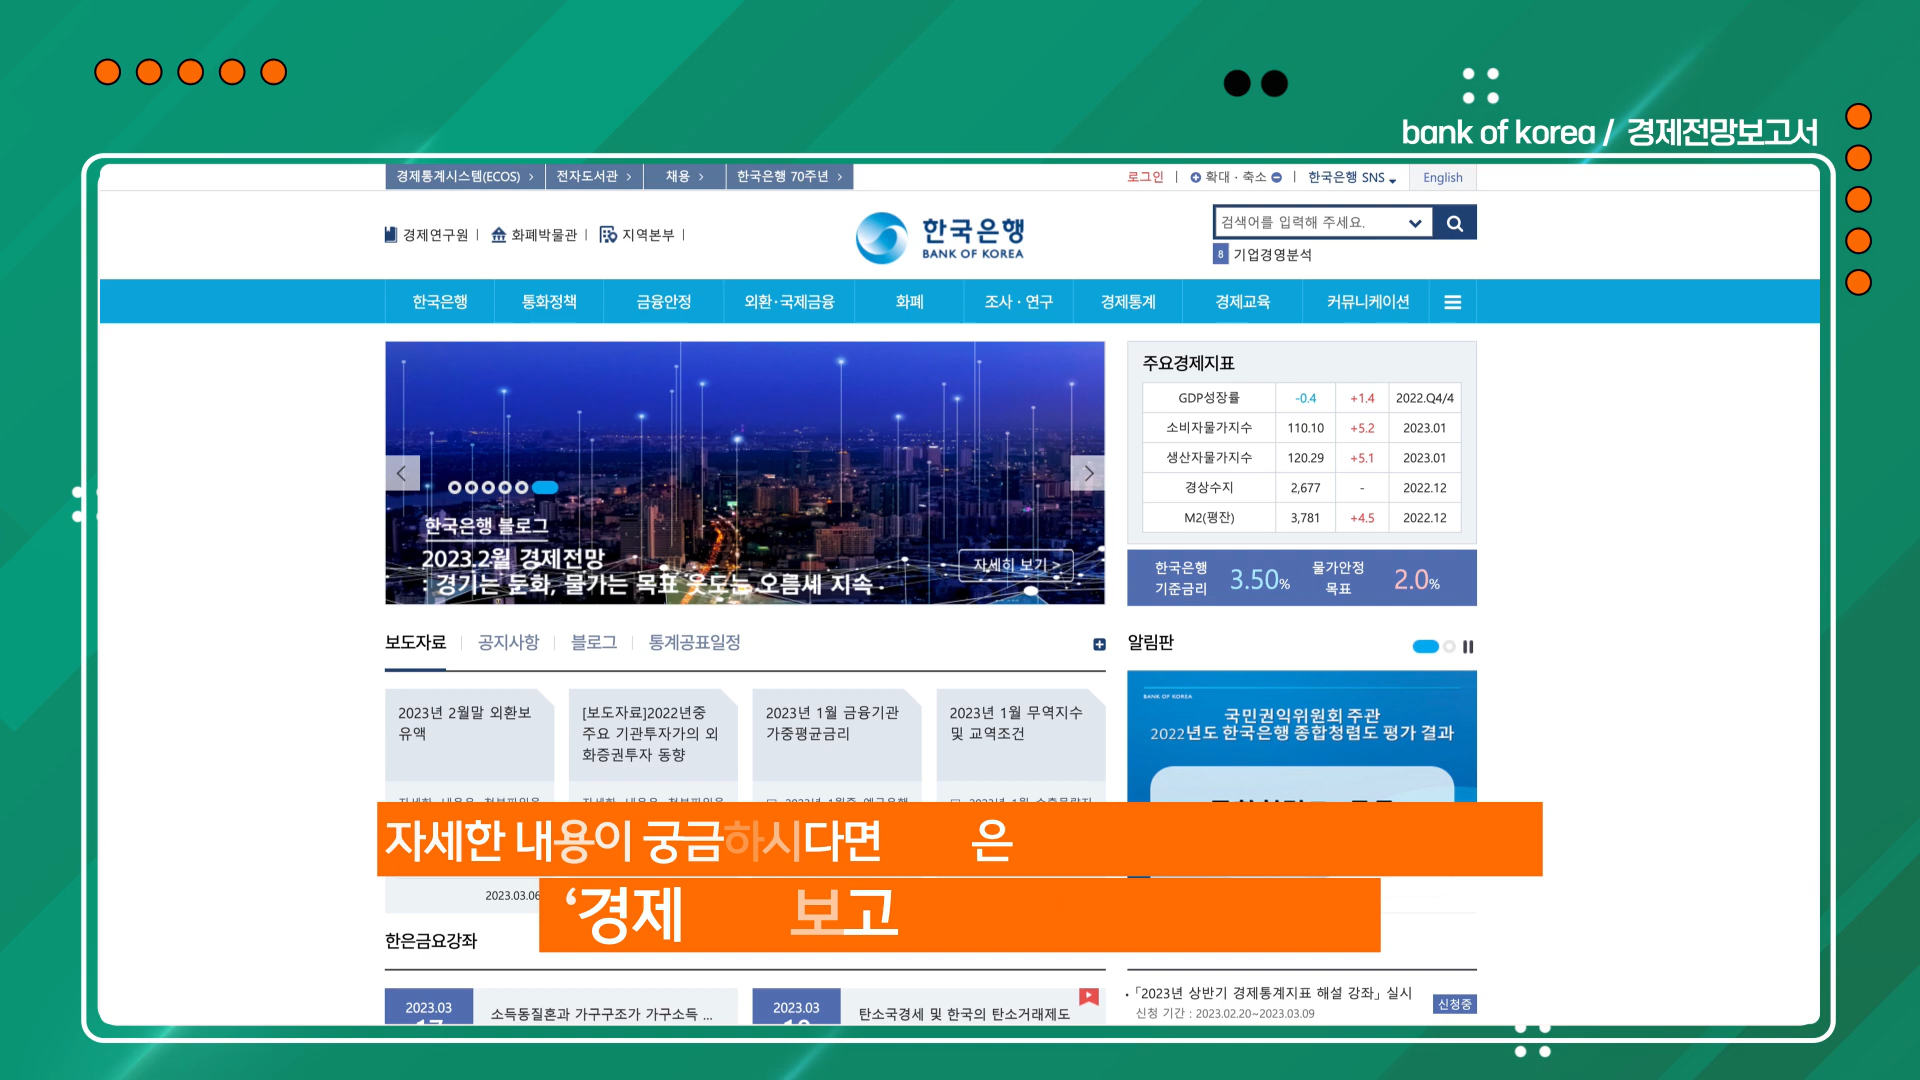 bank of korea / 경제전망보고서
경제통계시스템(ECOS) 전자도서관 채용 한국은행 70주년
로그인 확대 · 축소 한국은행 SNS English
경제연구원 화폐박물관 지역본부
한국은행
BANK OF KOREA
검색어를 입력해 주세요.
8 기업경영분석
한국은행 통화정책 금융안정 외환·국제금융 화폐 조사 · 연구 경제통계 경제교육 커뮤니케이션
한국은행 블로그
2023.2월 경제전망
- 경기는 둔화, 물가는 목표 웃도는 오름세 지속 -
자세히 보기 >
주요경제지표
GDP성장률 -0.4 +1.4 2022.Q4/4
소비자물가지수 110.10 +5.2 2023.01
생산자물가지수 120.29 +5.1 2023.01
경상수지 2,677 - 2022.12
M2(평잔) 3,781 +4.5 2022.12
한국은행 기준금리 3.50% 물가안정 목표 2.0%
보도자료 공지사항 블로그 통계공표일정
알림판
2023년 2월말 외환보
유액
[보도자료]2022년중
주요 기관투자가의 외
화증권투자 동향
2023년 1월 금융기관
가중평균금리
2023년 1월 무역지수
및 교역조건
BANK OF KOREA
국민권익위원회 주관
2022년도 한국은행 종합청렴도 평가 결과
자세한 내용이 궁금하시다면 은
‘경제 보고
2023.03.06
한은금요강좌
2023.03
소득동질혼과 가구구조가 가구소득 ...
2023.03
탄소국경세 및 한국의 탄소거래제도
· 「2023년 상반기 경제통계지표 해설 강좌」 실시
신청 기간 : 2023.02.20~2023.03.09
신청중